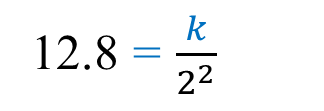 12.8 = k/2²